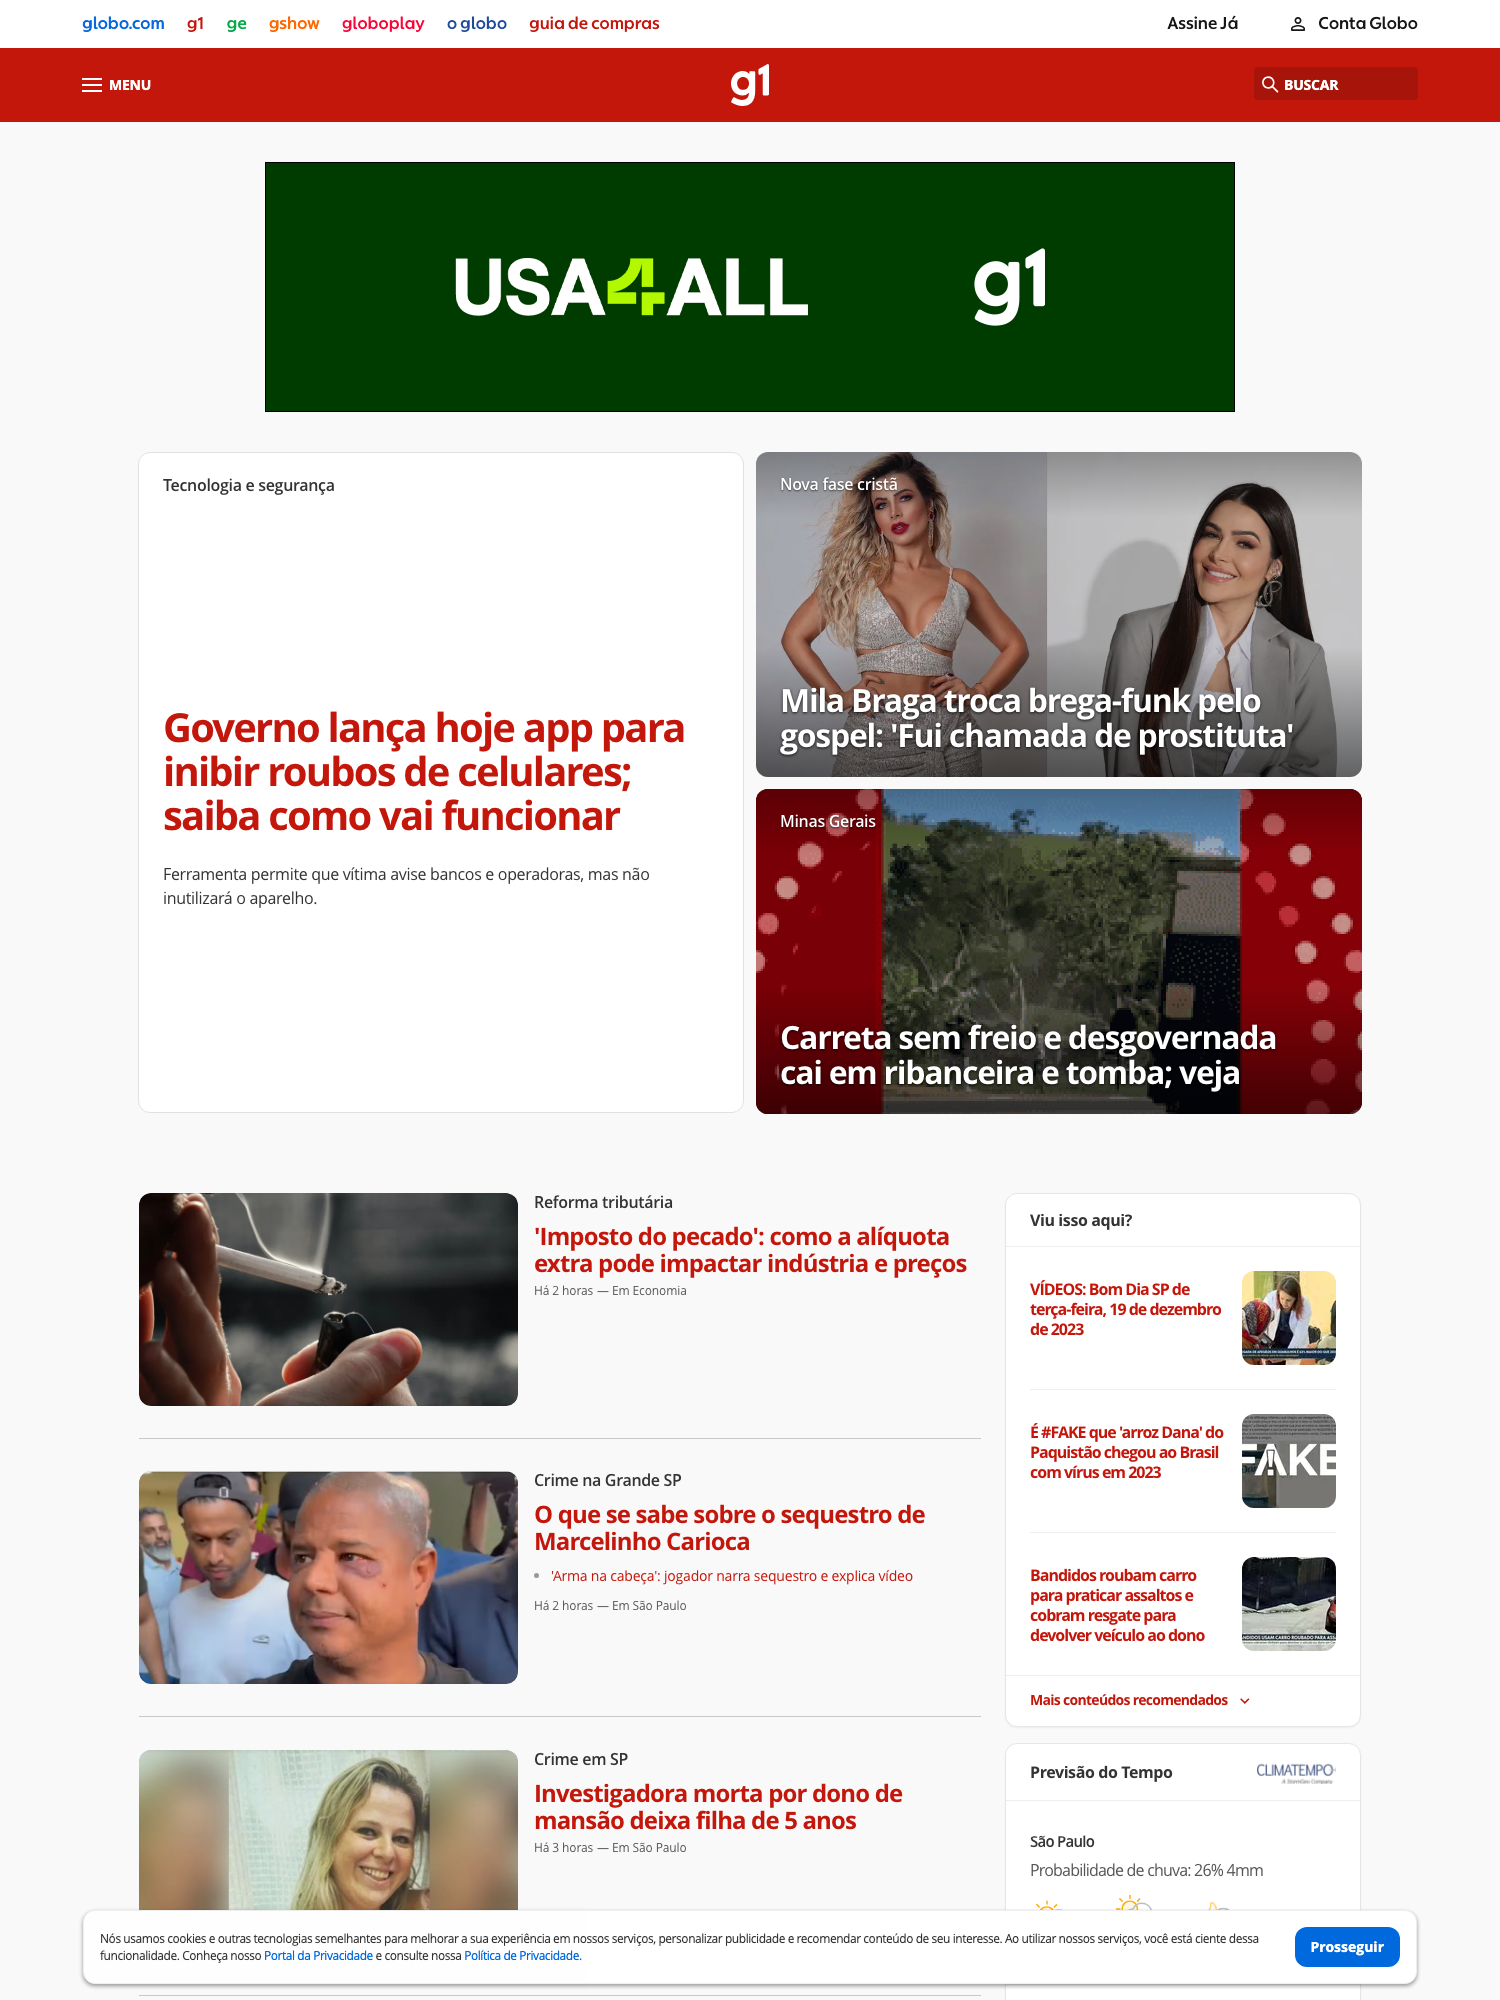 globo.com g1 ge gshow globoplay o globo guia de compras Assine Já Conta Globo
MENU g1 BUSCAR
USA4ALL g1
Tecnologia e segurança
Governo lança hoje app para
inibir roubos de celulares;
saiba como vai funcionar
Ferramenta permite que vítima avise bancos e operadoras, mas não
inutilizará o aparelho.
Nova fase cristã
Mila Braga troca brega-funk pelo
gospel: 'Fui chamada de prostituta'
Minas Gerais
Carreta sem freio e desgovernada
cai em ribanceira e tomba; veja
Reforma tributária
'Imposto do pecado': como a alíquota
extra pode impactar indústria e preços
Há 2 horas — Em Economia
Crime na Grande SP
O que se sabe sobre o sequestro de
Marcelinho Carioca
'Arma na cabeça': jogador narra sequestro e explica vídeo
Há 2 horas — Em São Paulo
Crime em SP
Investigadora morta por dono de
mansão deixa filha de 5 anos
Há 3 horas — Em São Paulo
Viu isso aqui?
VÍDEOS: Bom Dia SP de
terça-feira, 19 de dezembro
de 2023
É #FAKE que 'arroz Dana' do
Paquistão chegou ao Brasil
com vírus em 2023
FAKE
Bandidos roubam carro
para praticar assaltos e
cobram resgate para
devolver veículo ao dono
Mais conteúdos recomendados
Previsão do Tempo
CLIMATEMPO
São Paulo
Probabilidade de chuva: 26% 4mm
Nós usamos cookies e outras tecnologias semelhantes para melhorar a sua experiência em nossos serviços, personalizar publicidade e recomendar conteúdo de seu interesse. Ao utilizar nossos serviços, você está ciente dessa
funcionalidade. Conheça nosso Portal da Privacidade e consulte nossa Política de Privacidade.
Prosseguir